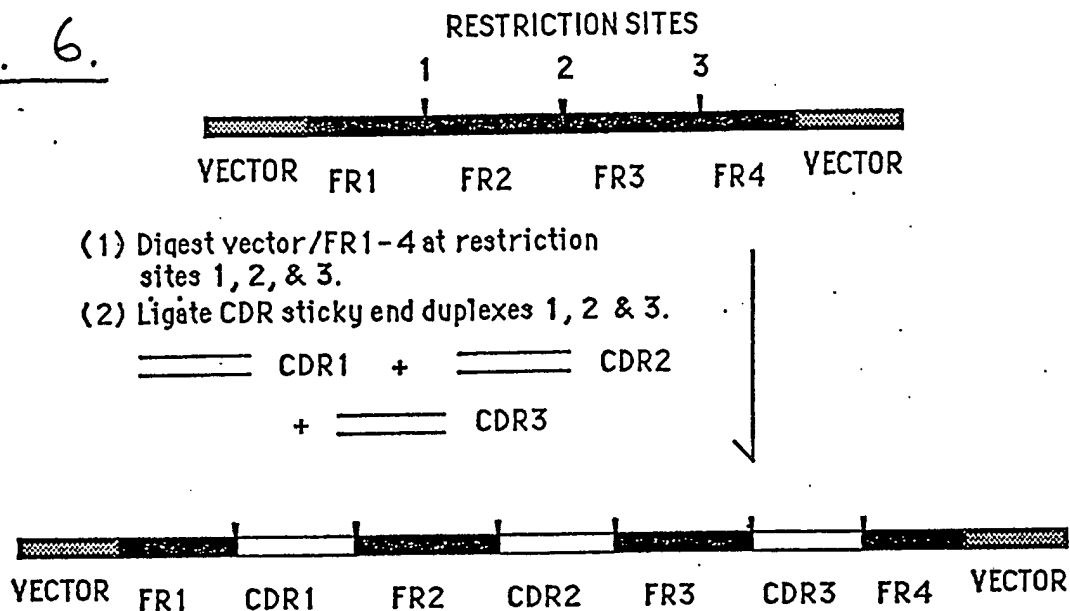 . 6.
RESTRICTION SITES
1 2 3
VECTOR FR1 FR2 FR3 FR4 VECTOR
(1) Digest vector/FR1-4 at restriction
sites 1, 2, & 3.
(2) Ligate CDR sticky end duplexes 1, 2 & 3.
CDR1 + CDR2
+ CDR3
VECTOR FR1 CDR1 FR2 CDR2 FR3 CDR3 FR4 VECTOR